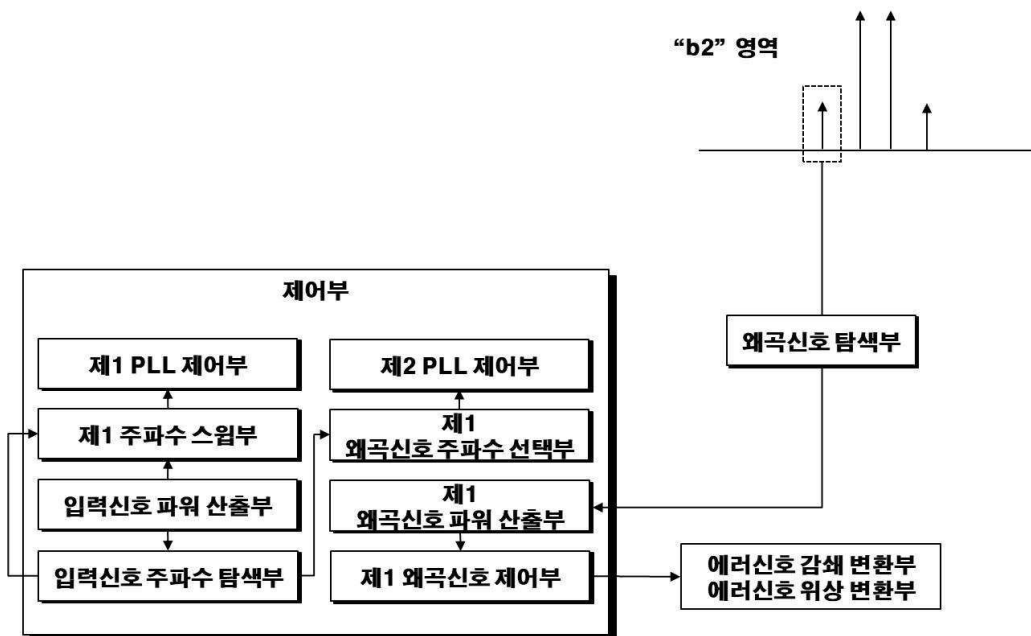 “b2” 영역
제어부
왜곡신호 탐색부
제1 PLL 제어부
제2 PLL 제어부
제1 주파수 스윕부
제1
왜곡신호 주파수 선택부
입력신호 파워 산출부
제1
왜곡신호 파워 산출부
입력신호 주파수 탐색부
제1 왜곡신호 제어부
에러신호 감쇄 변환부
에러신호 위상 변환부